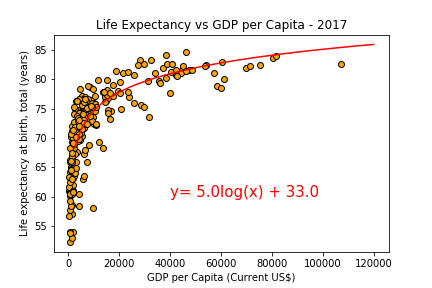 Life Expectancy vs GDP per Capita - 2017
Life expectancy at birth, total (years)
85
80
75
70
65
60
55
y= 5.0log(x) + 33.0
0 20000 40000 60000 80000 100000 120000
GDP per Capita (Current US$)